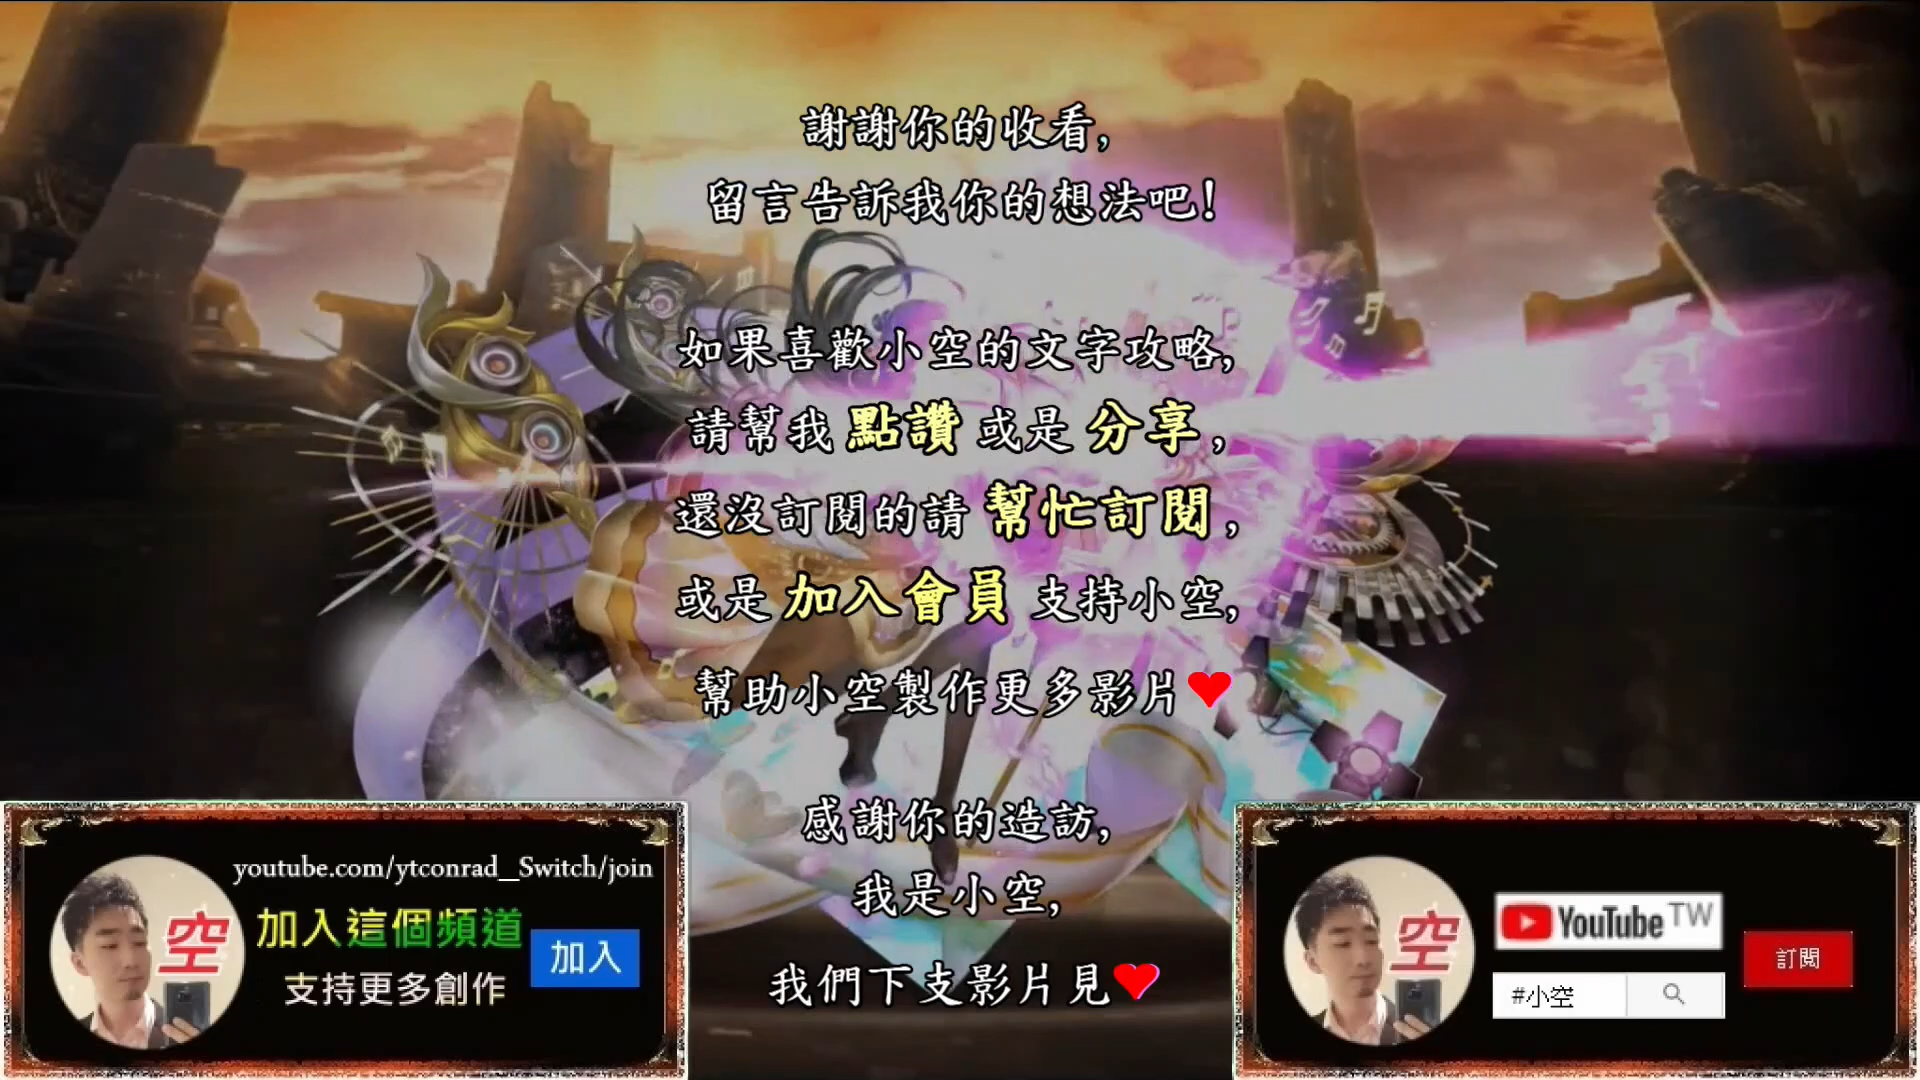 謝謝你的收看,
留言告訴我你的想法吧!
如果喜歡小空的文字攻略,
請幫我 點讚 或是 分享 ,
還沒訂閱的請 幫忙訂閱 ,
或是 加入會員 支持小空,
幫助小空製作更多影片❤
感謝你的造訪,
我是小空,
我們下支影片見❤
youtube.com/ytconrad_Switch/join
空
加入這個頻道
支持更多創作
加入
空
YouTube TW
#小空
訂閱